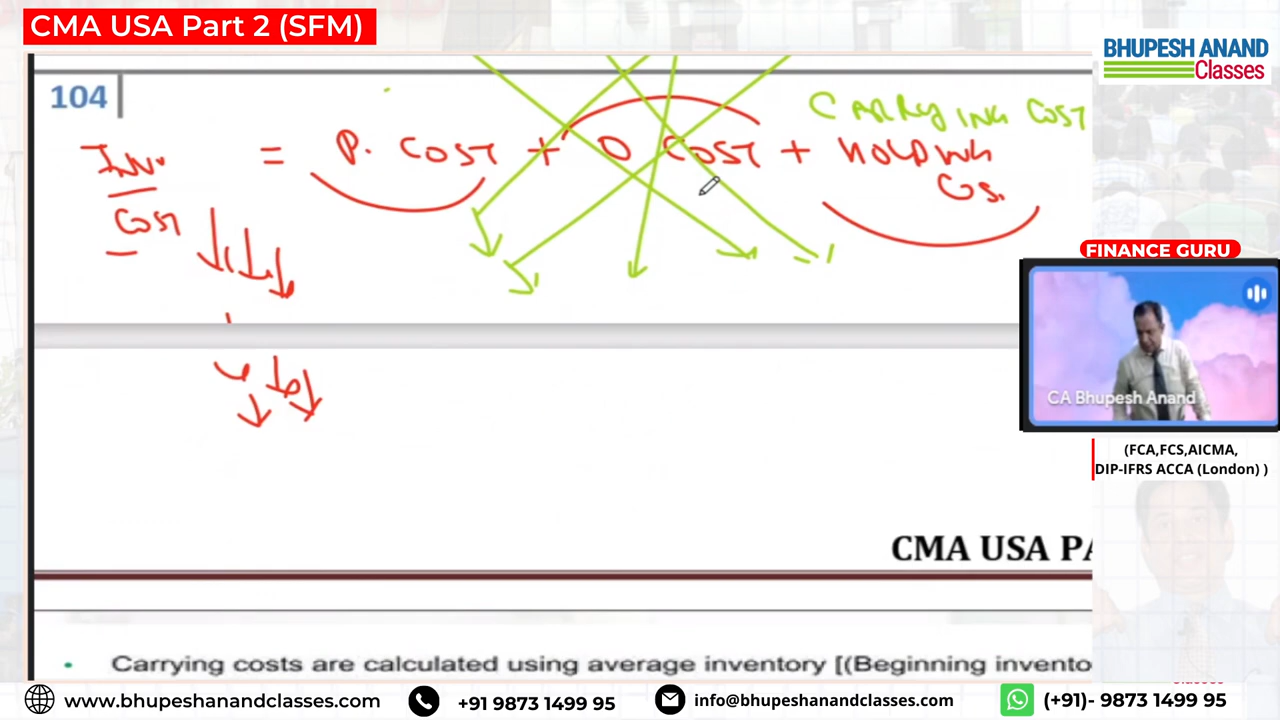 CMA USA Part 2 (SFM)
BHUPESH ANAND
Classes
104
CARRYING COST
Inv. = P. COST + O COST + HOLDING
Cost
Cs.
FINANCE GURU
CA Bhupesh Anand
(FCA,FCS,AICMA,
DIP-IFRS ACCA (London) )
CMA USA PA
• Carrying costs are calculated using average inventory [(Beginning invento
www.bhupeshanandclasses.com
+91 9873 1499 95
info@bhupeshanandclasses.com
(+91)- 9873 1499 95